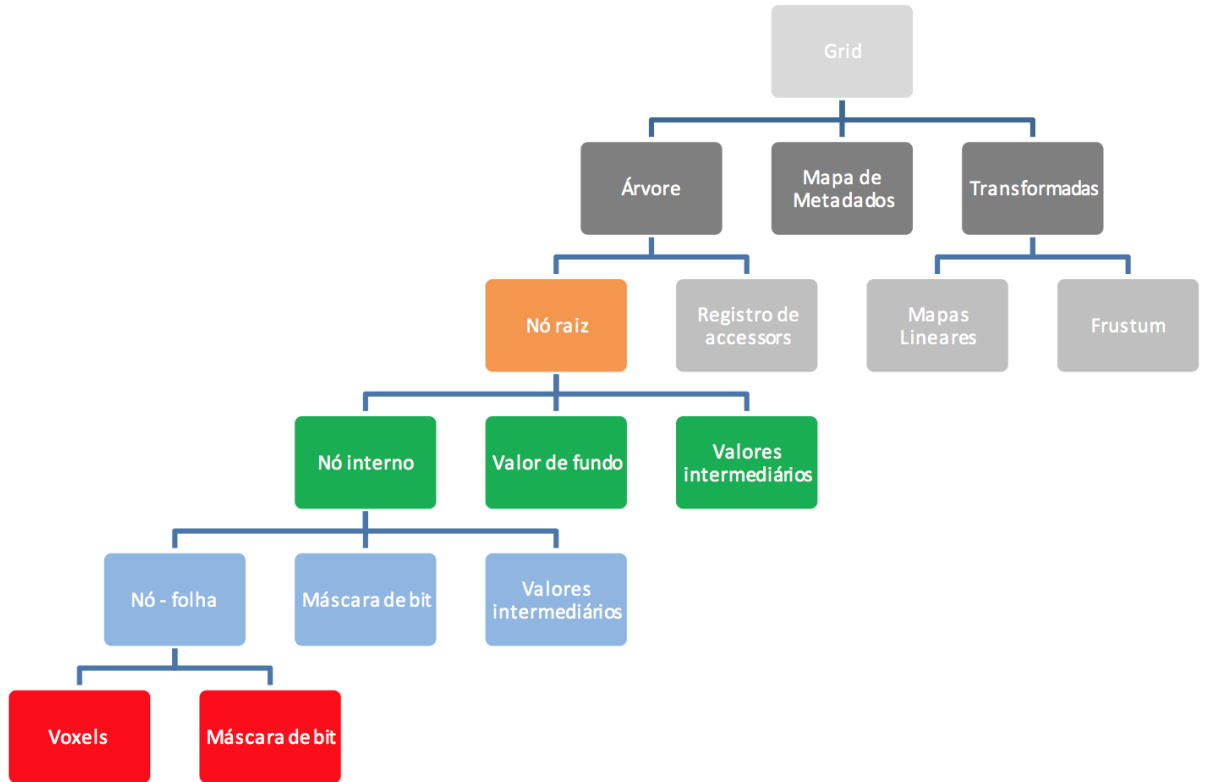 Grid
Árvore
Mapa de
Metadados
Transformadas
Nó raiz
Registro de
accessors
Mapas
Lineares
Frustum
Nó interno
Valor de fundo
Valores
intermediários
Nó - folha
Máscara de bit
Valores
intermediários
Voxels
Máscara de bit